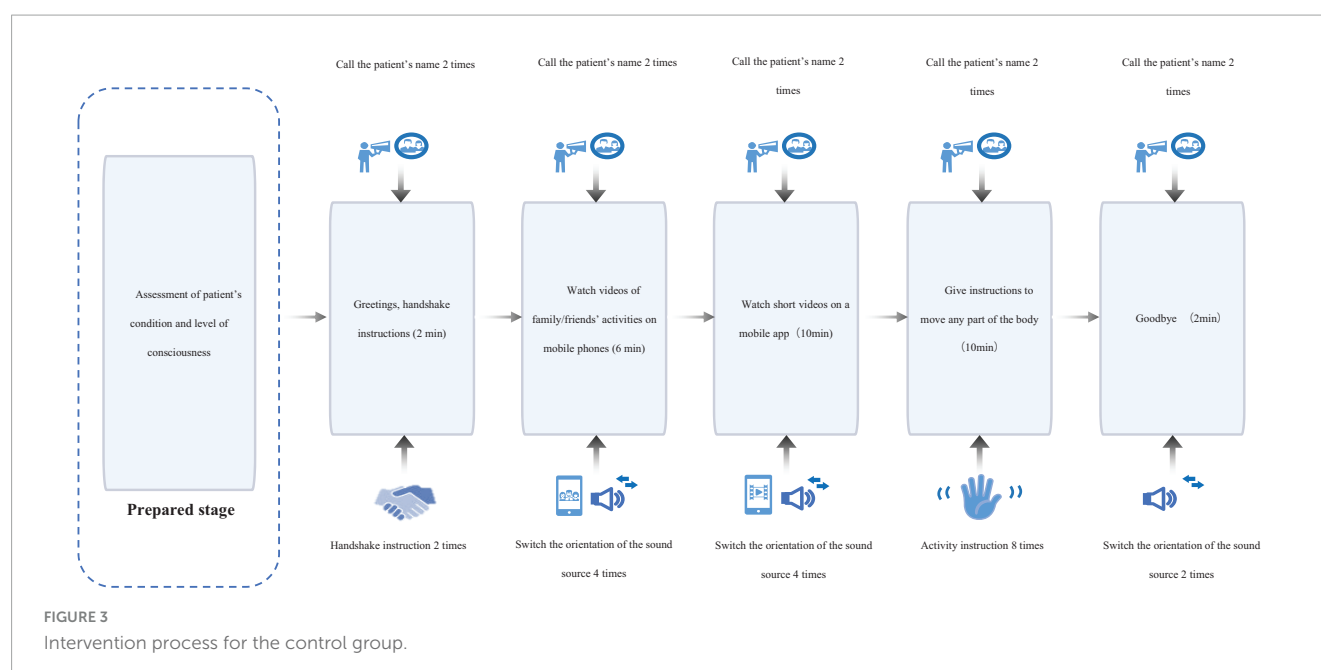 Call the patient's name 2 times
Call the patient's name 2 times
Call the patient's name 2
times
Call the patient's name 2
times
Call the patient's name 2
times
Assessment of patient's
condition and level of
consciousness
Prepared stage
Greetings, handshake
instructions (2 min)
Watch videos of
family/friends' activities on
mobile phones (6 min)
Watch short videos on a
mobile app（10min）
Give instructions to
move any part of the body
（10min）
Goodbye （2min）
Handshake instruction 2 times
Switch the orientation of the sound
source 4 times
Switch the orientation of the sound
source 4 times
Activity instruction 8 times
Switch the orientation of the sound
source 2 times
FIGURE 3
Intervention process for the control group.